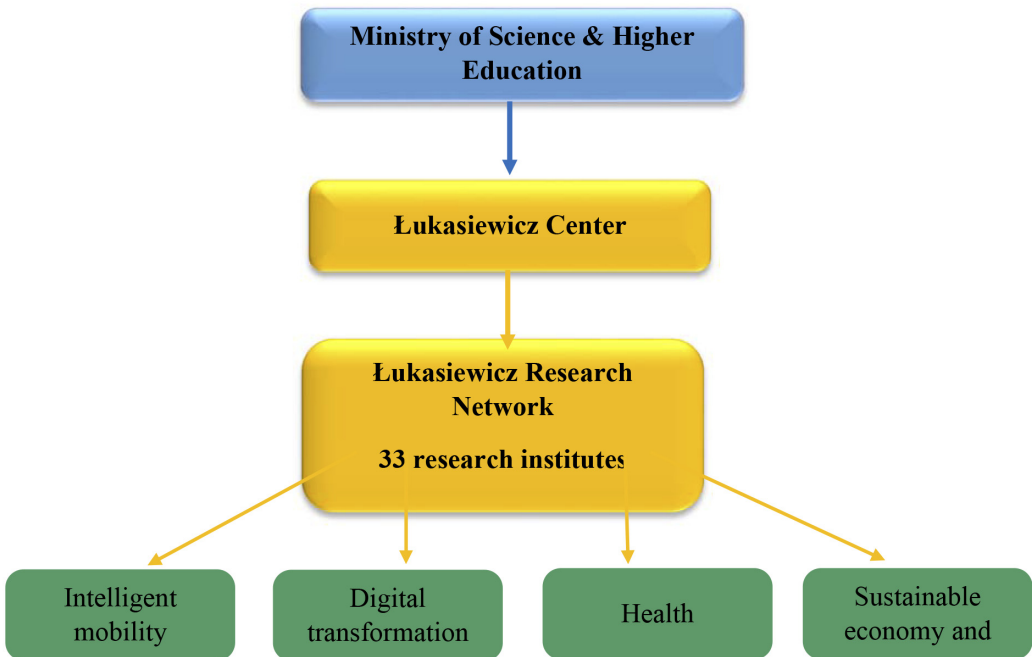 Ministry of Science & Higher
Education
Łukasiewicz Center
Łukasiewicz Research
Network
33 research institutes
Intelligent
mobility
Digital
transformation
Health
Sustainable
economy and